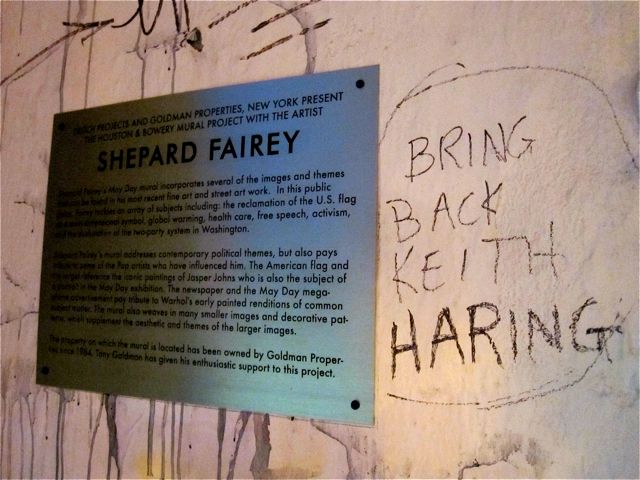 DEITCH PROJECTS AND GOLDMAN PROPERTIES, NEW YORK PRESENT
THE HOUSTON & BOWERY MURAL PROJECT WITH THE ARTIST
SHEPARD FAIREY
Shepard Fairey's May Day mural incorporates several of the images and themes
that can be found in his most recent fine art and street art work. In this public
Fairey tackles an array of subjects including: the reclamation of the U.S. flag
symbol, global warming, health care, free speech, activism,
and the of the two-party system in Washington.
Shepard Fairey's mural addresses contemporary political themes, but also pays
tribute to some of the Pop artists who have influenced him. The American flag and
the reference the iconic paintings of Jasper Johns who is also the subject of
a portrait in the May Day exhibition. The newspaper and the May Day mega-
phone advertisement pay tribute to Warhol's early painted renditions of common
subject matter. The mural also weaves in many smaller images and decorative pat-
terns, which supplement the aesthetic and themes of the larger images.
The property on which the mural is located has been owned by Goldman Proper-
ties since 1984. Tony Goldman has given his enthusiastic support to this project.
BRING
BACK
KEITH
HARING